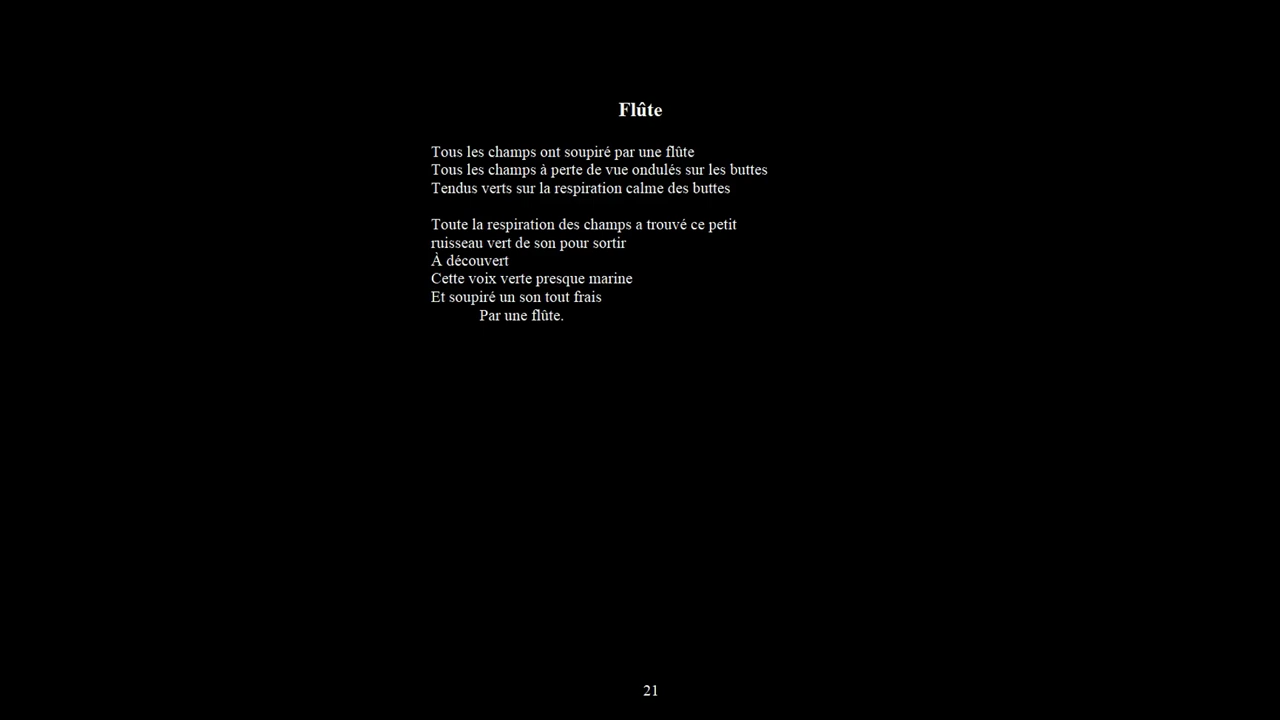 Flûte
Tous les champs ont soupiré par une flûte
Tous les champs à perte de vue ondulés sur les buttes
Tendus verts sur la respiration calme des buttes
Toute la respiration des champs a trouvé ce petit
ruisseau vert de son pour sortir
À découvert
Cette voix verte presque marine
Et soupiré un son tout frais
Par une flûte.
21